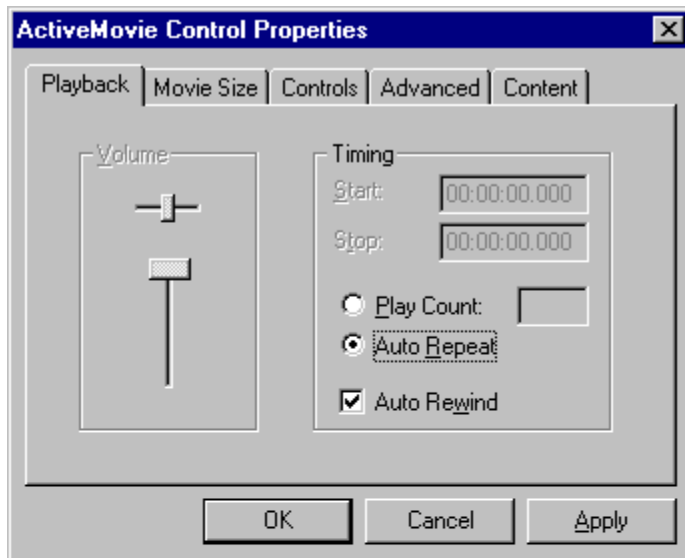 ActiveMovie Control Properties
Playback Movie Size Controls Advanced Content
Volume
Timing
Start: 00:00:00.000
Stop: 00:00:00.000
Play Count:
Auto Repeat
Auto Rewind
OK Cancel Apply